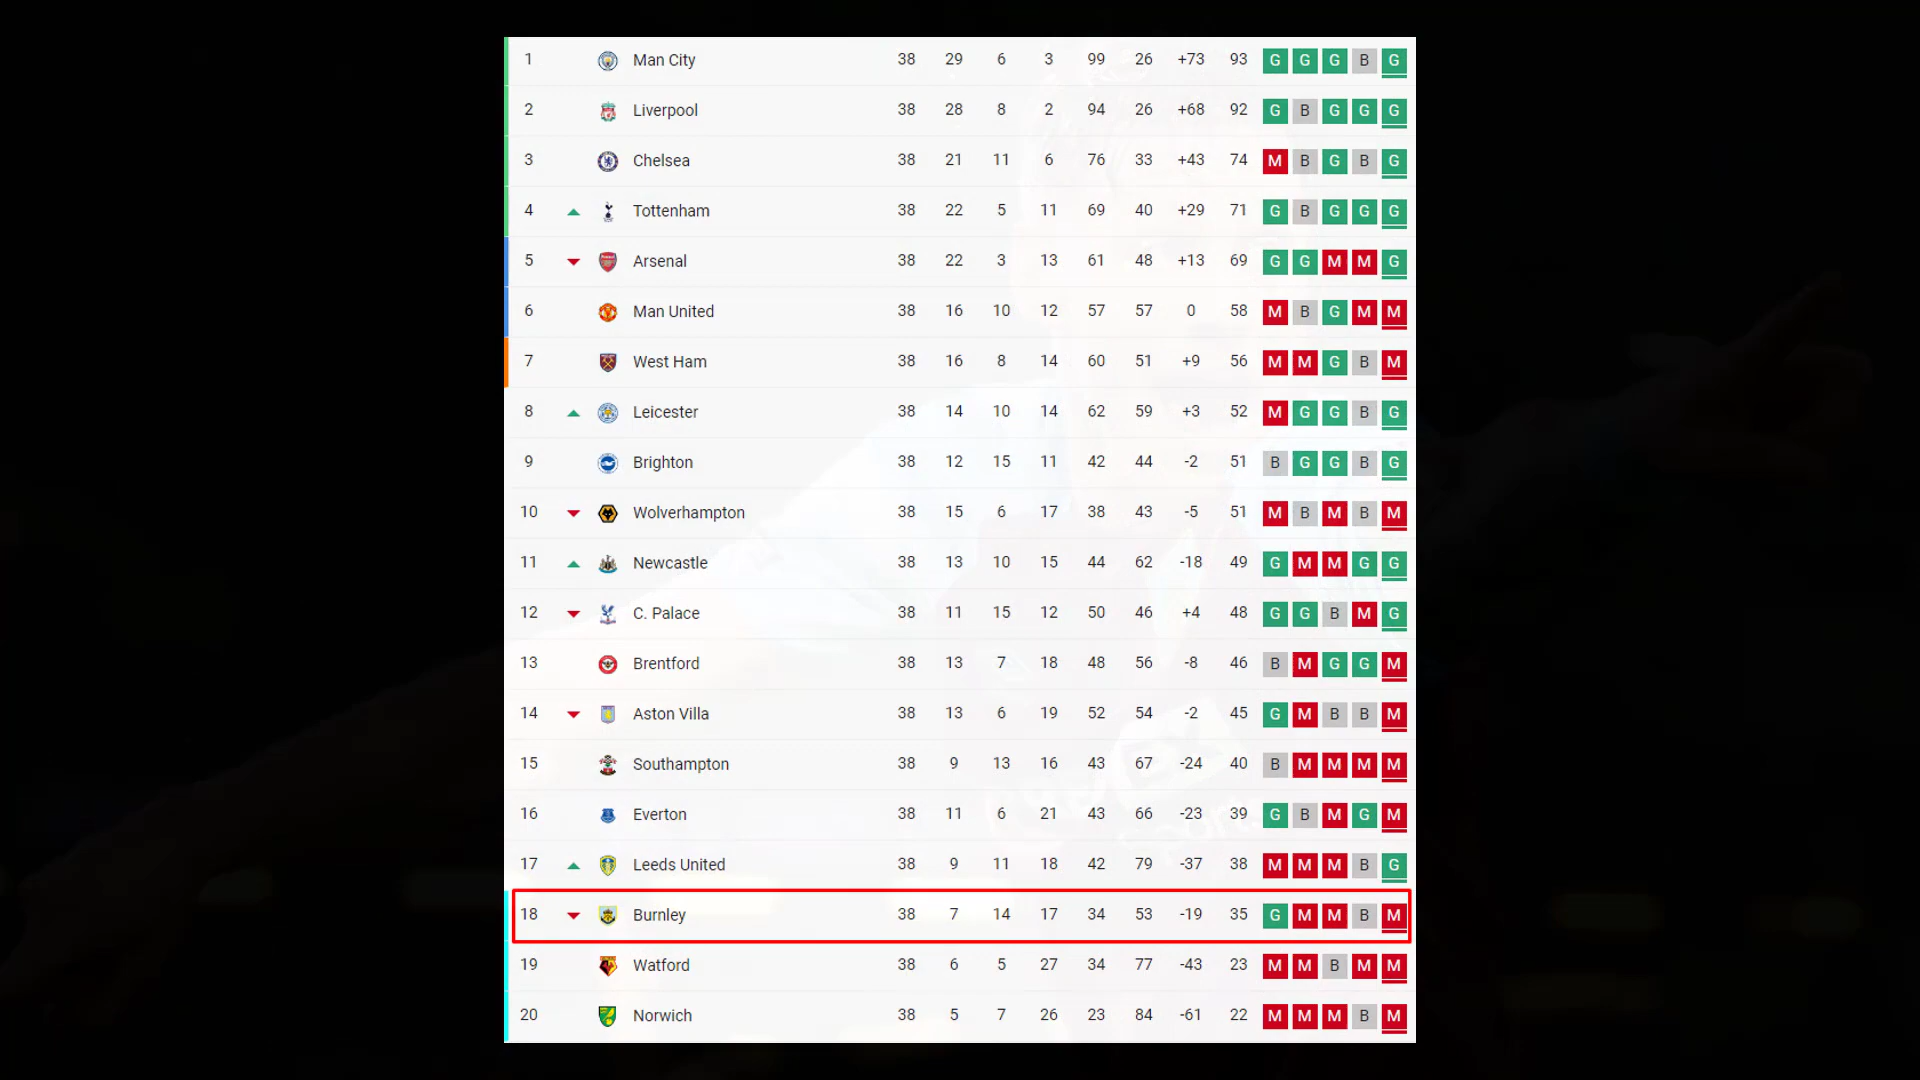 1 Man City 38 29 6 3 99 26 +73 93 G G G B G
2 Liverpool 38 28 8 2 94 26 +68 92 G B G G G
3 Chelsea 38 21 11 6 76 33 +43 74 M B G B G
4 Tottenham 38 22 5 11 69 40 +29 71 G B G G G
5 Arsenal 38 22 3 13 61 48 +13 69 G G M M G
6 Man United 38 16 10 12 57 57 0 58 M B G M M
7 West Ham 38 16 8 14 60 51 +9 56 M M G B M
8 Leicester 38 14 10 14 62 59 +3 52 M G G B G
9 Brighton 38 12 15 11 42 44 -2 51 B G G B G
10 Wolverhampton 38 15 6 17 38 43 -5 51 M B M B M
11 Newcastle 38 13 10 15 44 62 -18 49 G M M G G
12 C. Palace 38 11 15 12 50 46 +4 48 G G B M G
13 Brentford 38 13 7 18 48 56 -8 46 B M G G M
14 Aston Villa 38 13 6 19 52 54 -2 45 G M B B M
15 Southampton 38 9 13 16 43 67 -24 40 B M M M M
16 Everton 38 11 6 21 43 66 -23 39 G B M G M
17 Leeds United 38 9 11 18 42 79 -37 38 M M M B G
18 Burnley 38 7 14 17 34 53 -19 35 G M M B M
19 Watford 38 6 5 27 34 77 -43 23 M M B M M
20 Norwich 38 5 7 26 23 84 -61 22 M M M B M